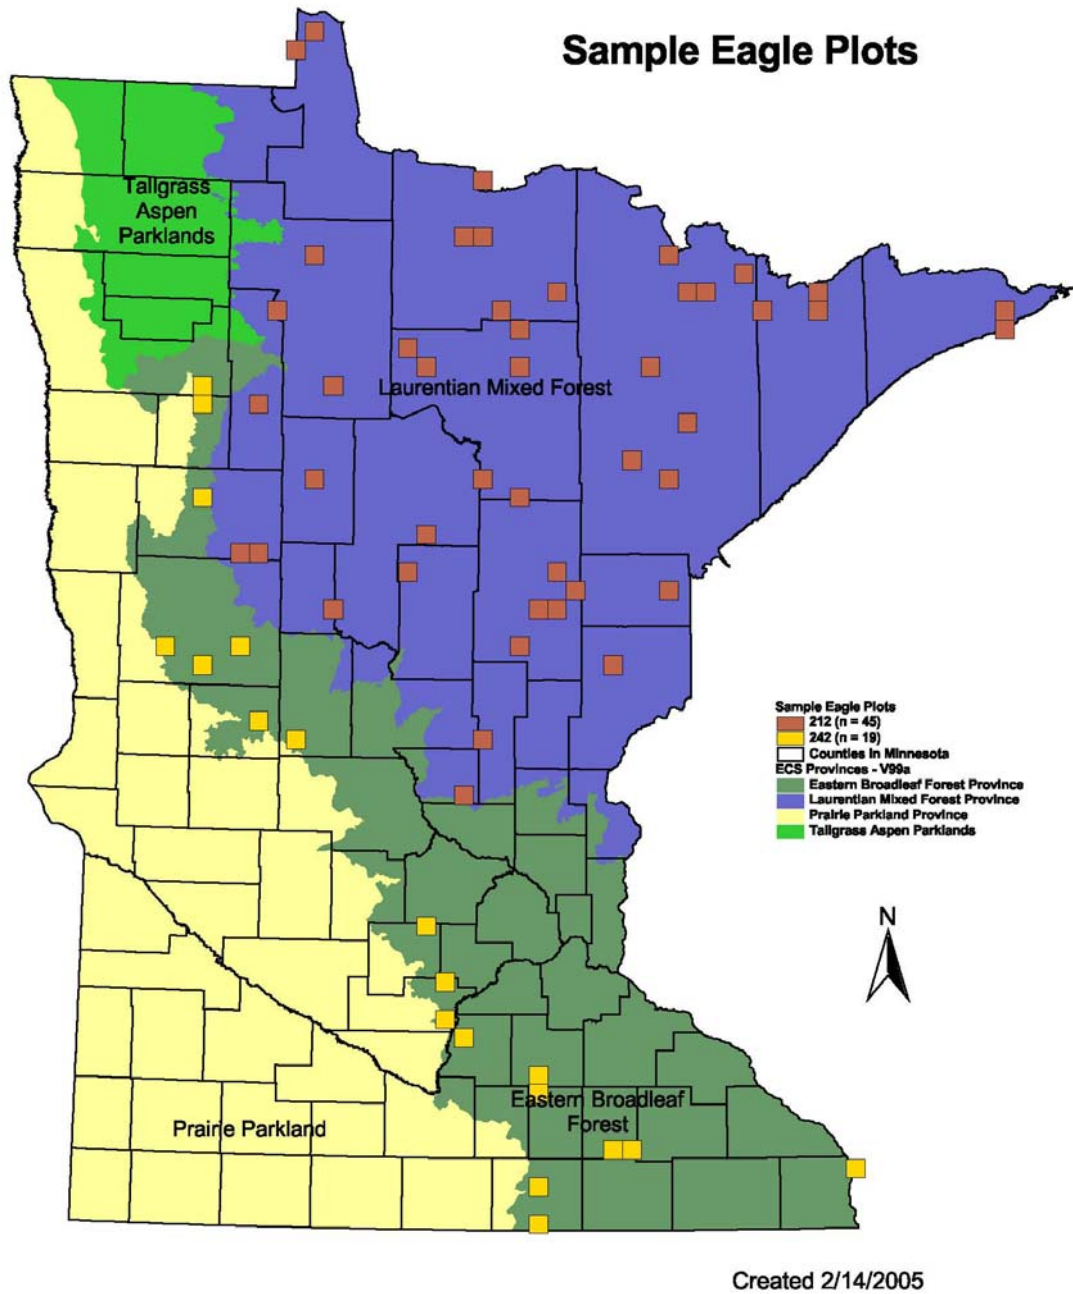 Sample Eagle Plots
Tallgrass
Aspen
Parklands
Laurentian Mixed Forest
Sample Eagle Plots
212 (n = 45)
242 (n = 19)
Counties in Minnesota
ECS Provinces - V99a
Eastern Broadleaf Forest Province
Laurentian Mixed Forest Province
Prairie Parkland Province
Tallgrass Aspen Parklands
N
Eastern Broadleaf
Forest
Prairie Parkland
Created 2/14/2005